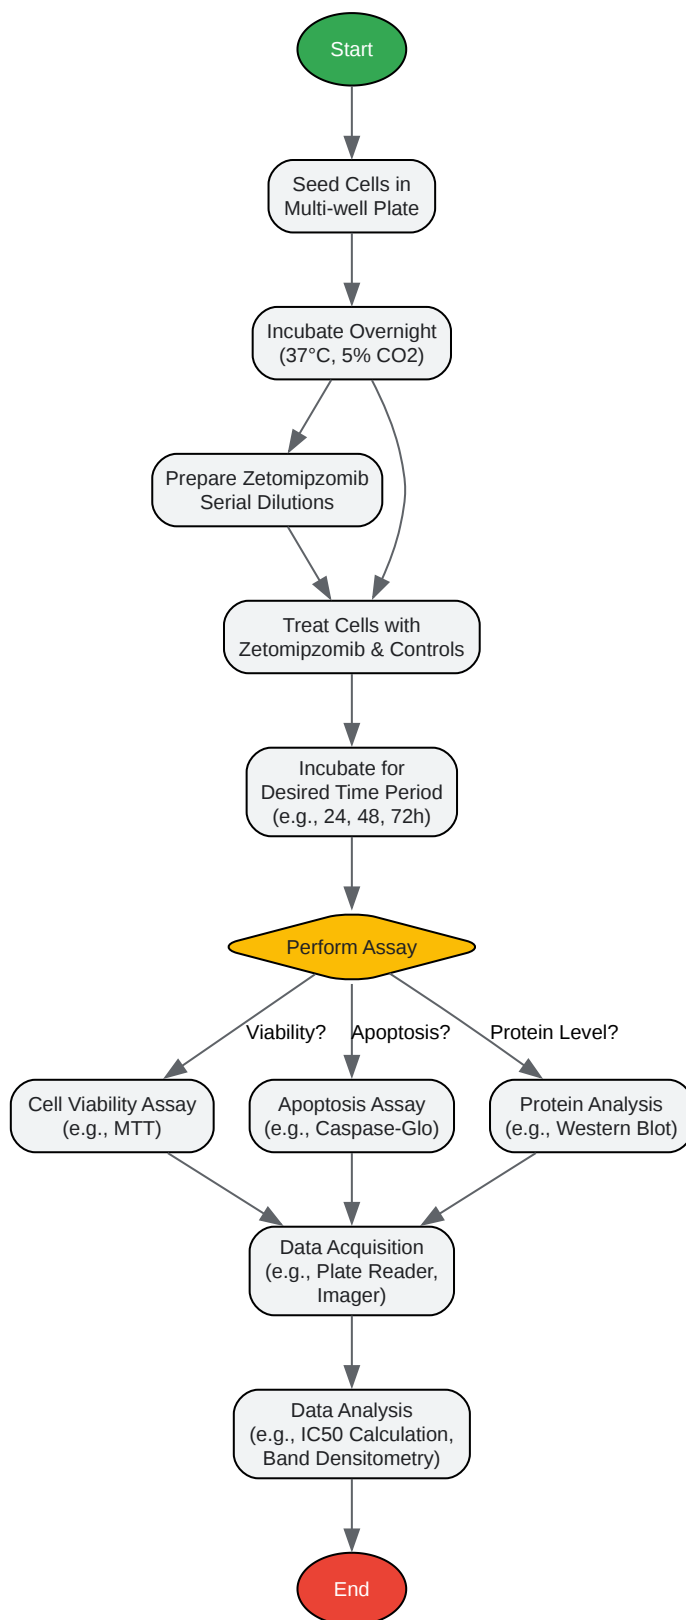 Start
Seed Cells in
Multi-well Plate
Incubate Overnight
(37°C, 5% CO2)
Prepare Zetomipzomib
Serial Dilutions
Treat Cells with
Zetomipzomib & Controls
Incubate for
Desired Time Period
(e.g., 24, 48, 72h)
Perform Assay
Viability?
Apoptosis?
Protein Level?
Cell Viability Assay
(e.g., MTT)
Apoptosis Assay
(e.g., Caspase-Glo)
Protein Analysis
(e.g., Western Blot)
Data Acquisition
(e.g., Plate Reader,
Imager)
Data Analysis
(e.g., IC50 Calculation,
Band Densitometry)
End